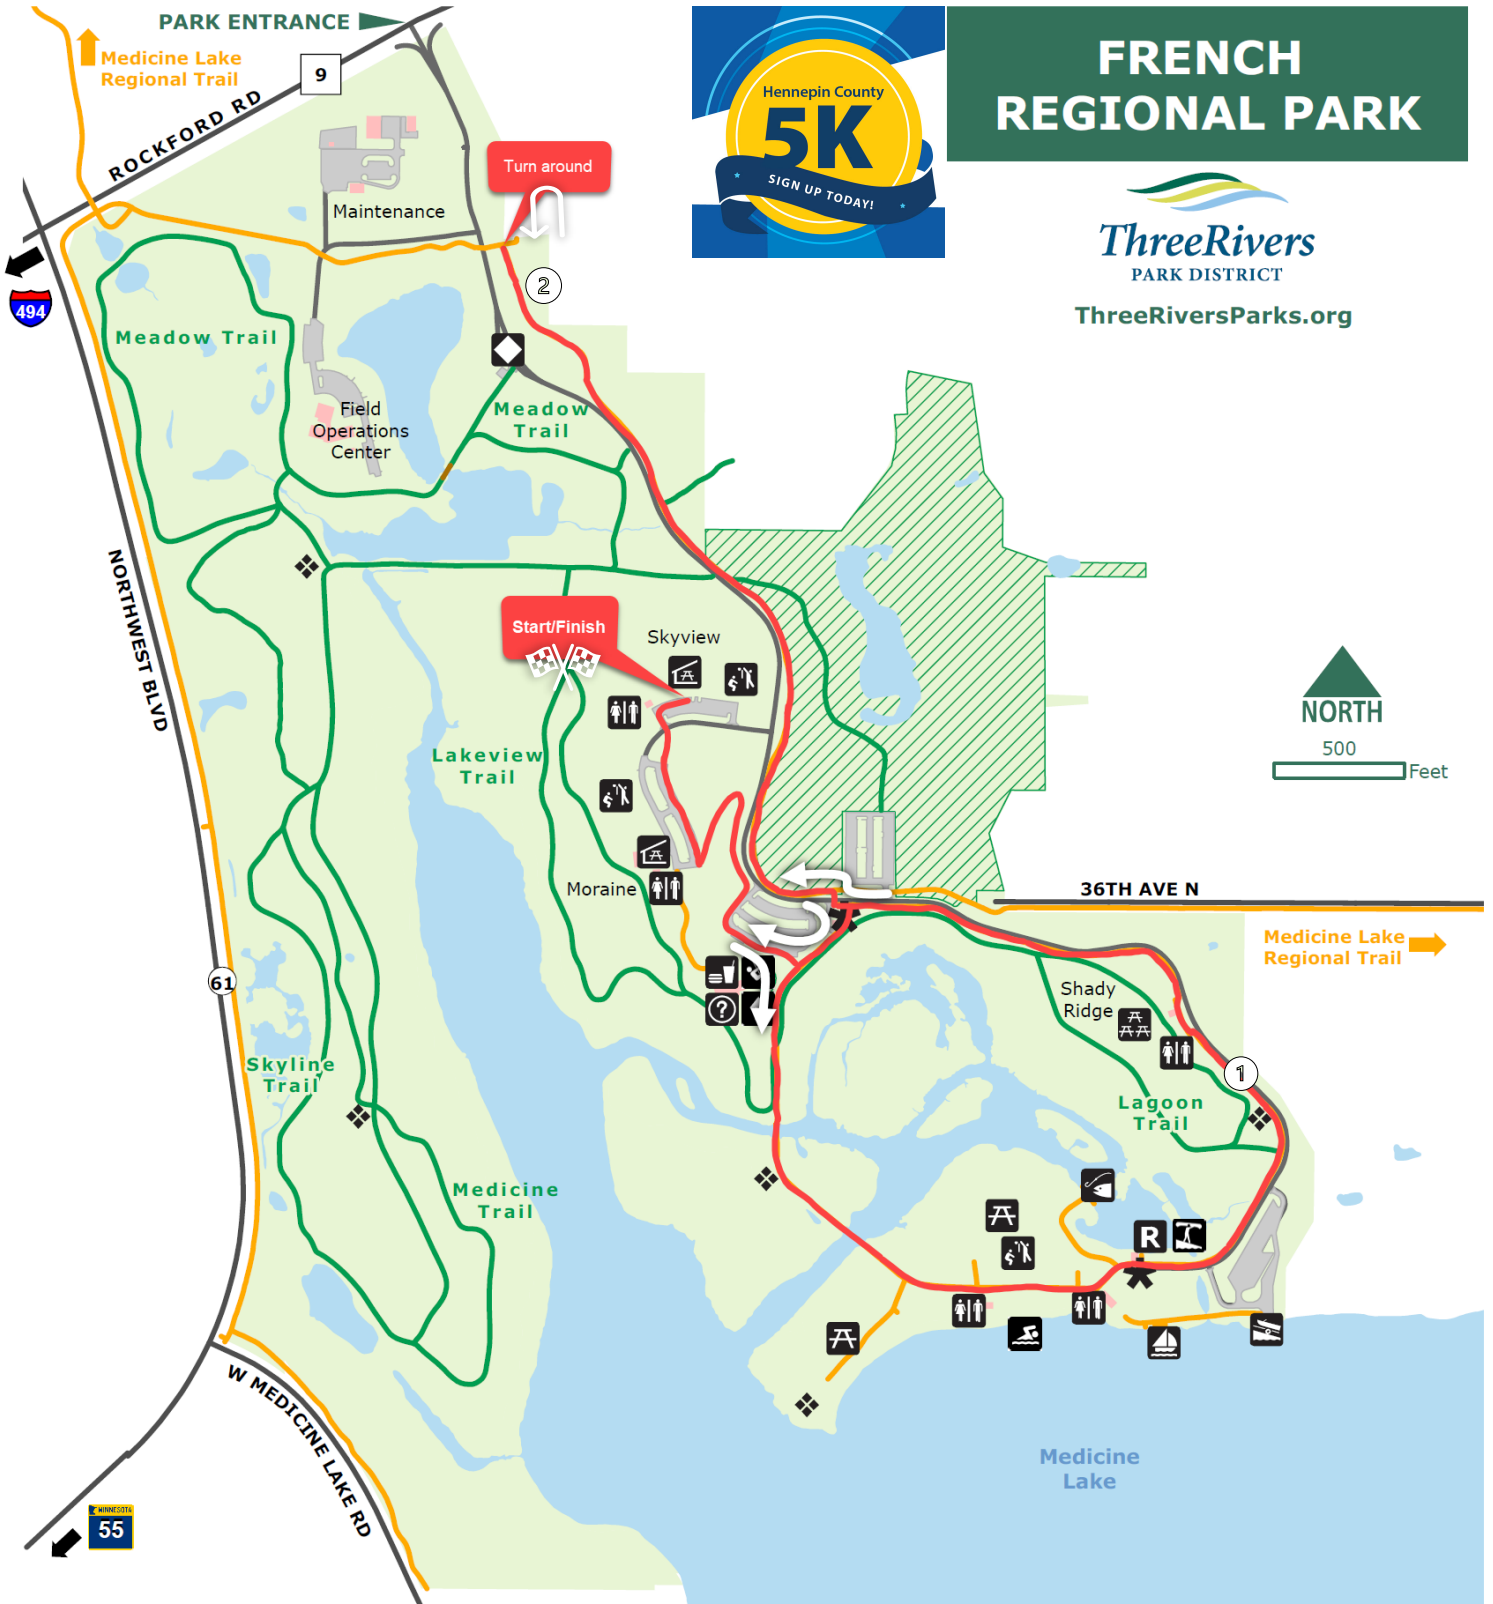 PARK ENTRANCE
Medicine Lake
Regional Trail
9
ROCKFORD RD
Hennepin County
5K
SIGN UP TODAY!
FRENCH
REGIONAL PARK
ThreeRivers
PARK DISTRICT
ThreeRiversParks.org
Turn around
Maintenance
2
494
Meadow Trail
Field
Operations
Center
Meadow
Trail
NORTHWEST BLVD
Start/Finish
Skyview
NORTH
500
Feet
Lakeview
Trail
Moraine
36TH AVE N
Medicine Lake
Regional Trail
61
?
Shady
Ridge
1
Skyline
Trail
Lagoon
Trail
Medicine
Trail
R
W MEDICINE LAKE RD
Medicine
Lake
MINNESOTA
55